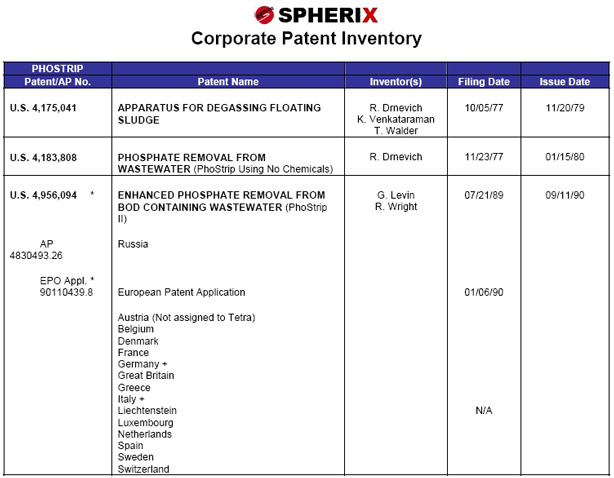 SPHERIX
Corporate Patent Inventory
PHOSTRIP
Patent/AP No. Patent Name Inventor(s) Filing Date Issue Date
U.S. 4,175,041 APPARATUS FOR DEGASSING FLOATING R. Drnevich 10/05/77 11/20/79
SLUDGE K. Venkataraman
T. Walder
U.S. 4,183,808 PHOSPHATE REMOVAL FROM R. Drnevich 11/23/77 01/15/80
WASTEWATER (PhoStrip Using No Chemicals)
U.S. 4,956,094 * ENHANCED PHOSPHATE REMOVAL FROM G. Levin 07/21/89 09/11/90
BOD CONTAINING WASTEWATER (PhoStrip R. Wright
II)
AP Russia
4830493.26
EPO Appl. *
90110439.8 European Patent Application 01/06/90
Austria (Not assigned to Tetra)
Belgium
Denmark
France
Germany +
Great Britain
Greece
Italy +
Liechtenstein N/A
Luxembourg
Netherlands
Spain
Sweden
Switzerland